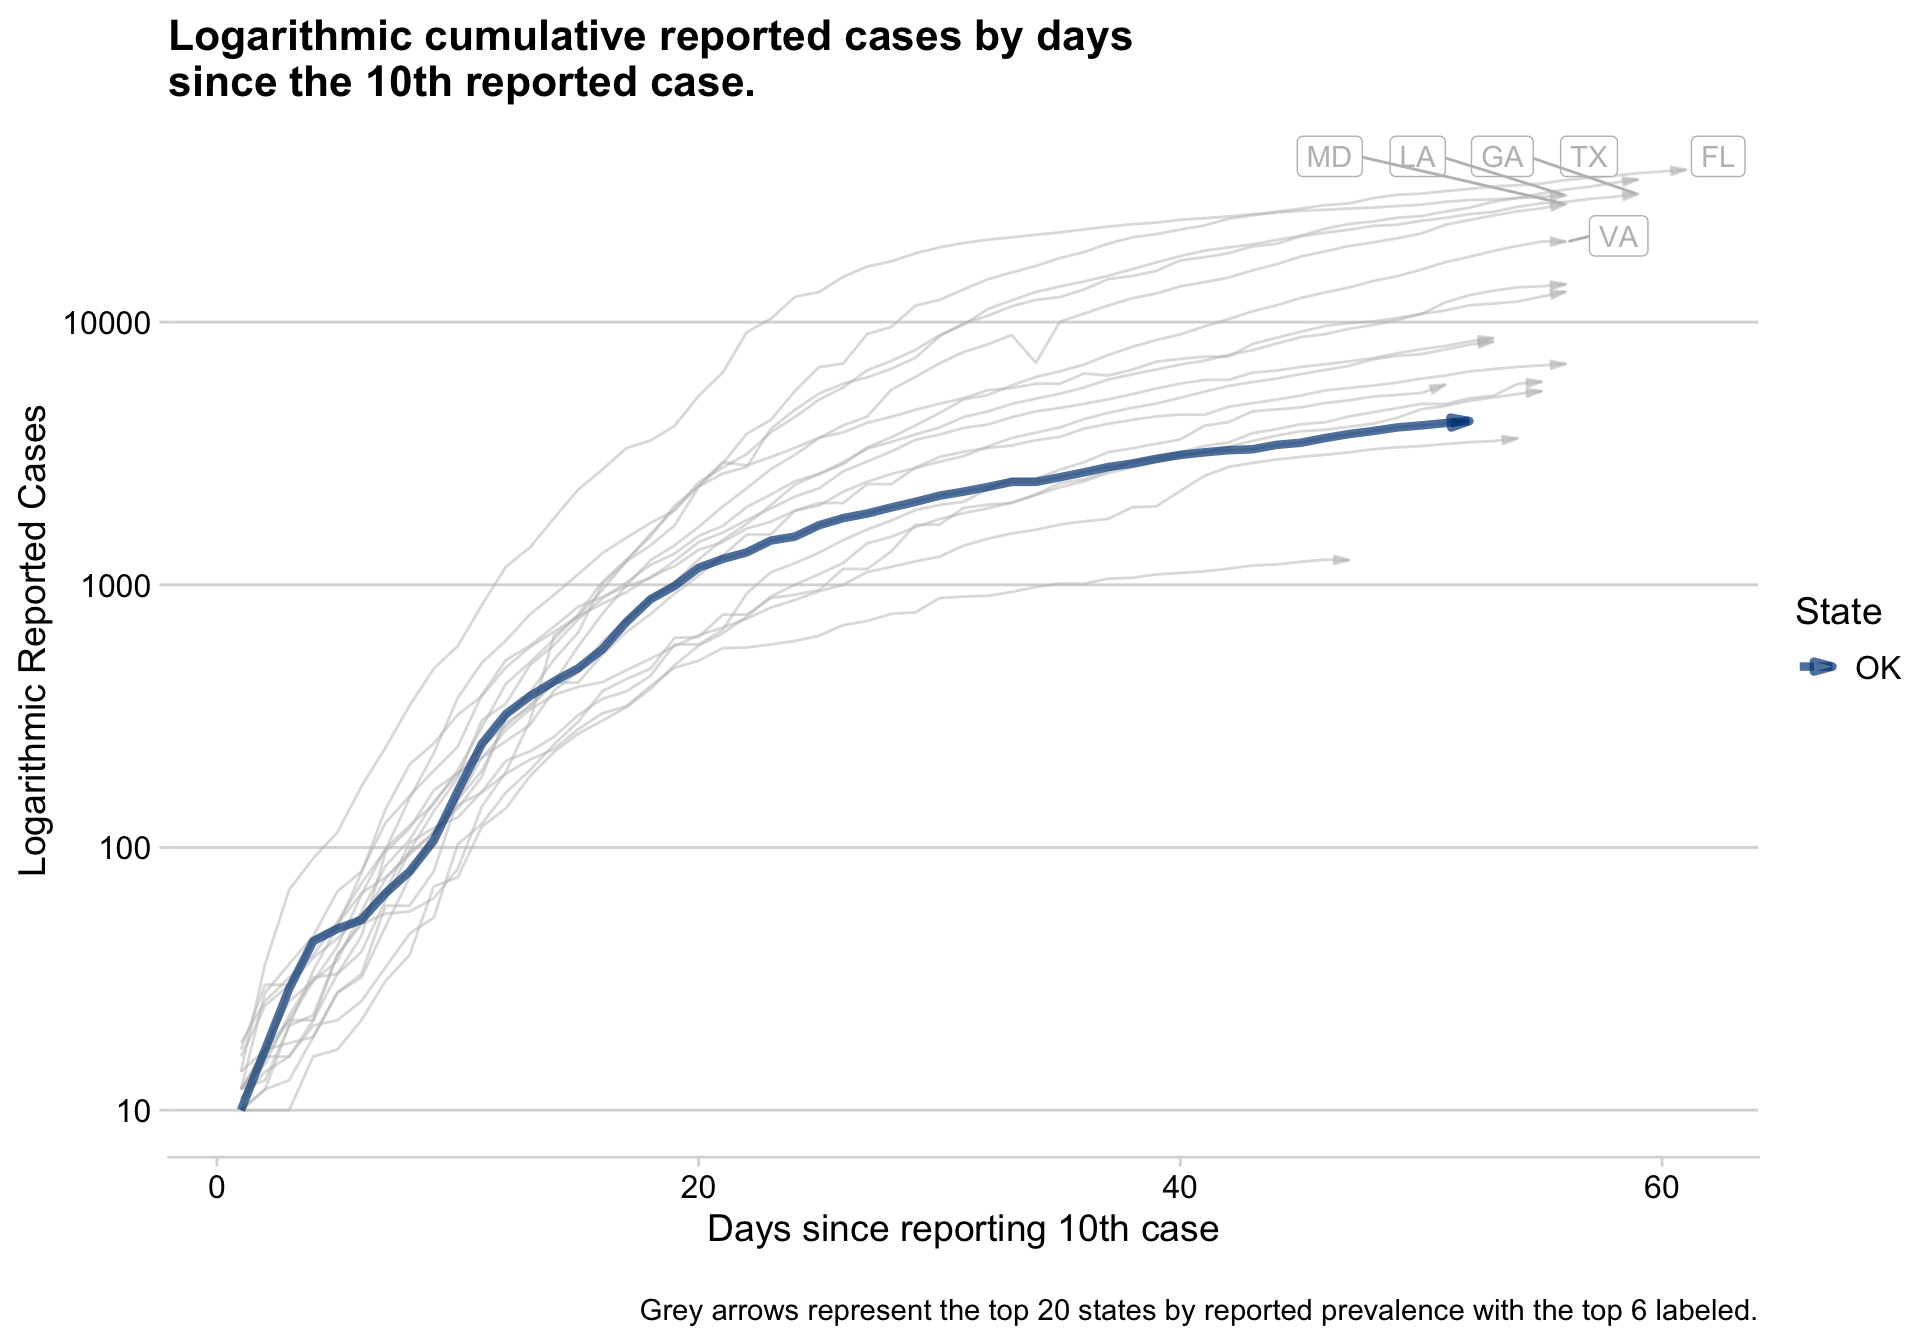 Logarithmic cumulative reported cases by days
since the 10th reported case.
MD LA GA TX FL
VA
10000
1000
100
10
Logarithmic Reported Cases
State
OK
0 20 40 60
Days since reporting 10th case
Grey arrows represent the top 20 states by reported prevalence with the top 6 labeled.